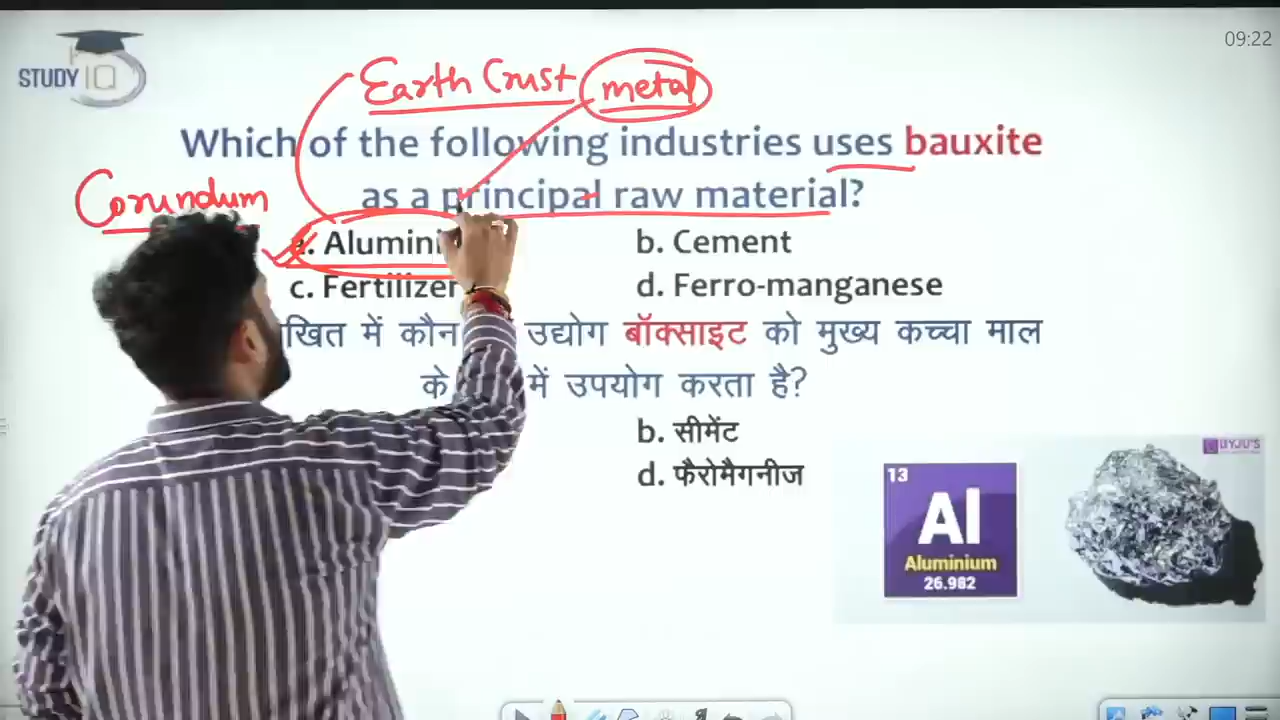 09:22
STUDY IQ
Earth Crust metal
Which of the following industries uses bauxite
Corundum as a principal raw material?
a. Alumini b. Cement
c. Fertilizer d. Ferro-manganese
खित में कौन उद्योग बॉक्साइट को मुख्य कच्चा माल
के में उपयोग करता है?
b. सीमेंट
d. फैरोमैगनीज
BYJU'S
13
Al
Aluminium
26.982